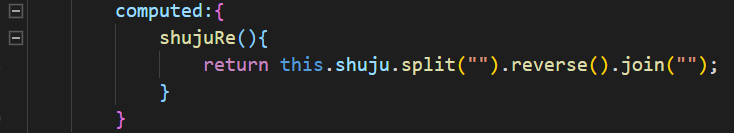 computed:{
shujuRe(){
return this.shuju.split("").reverse().join("");
}
}